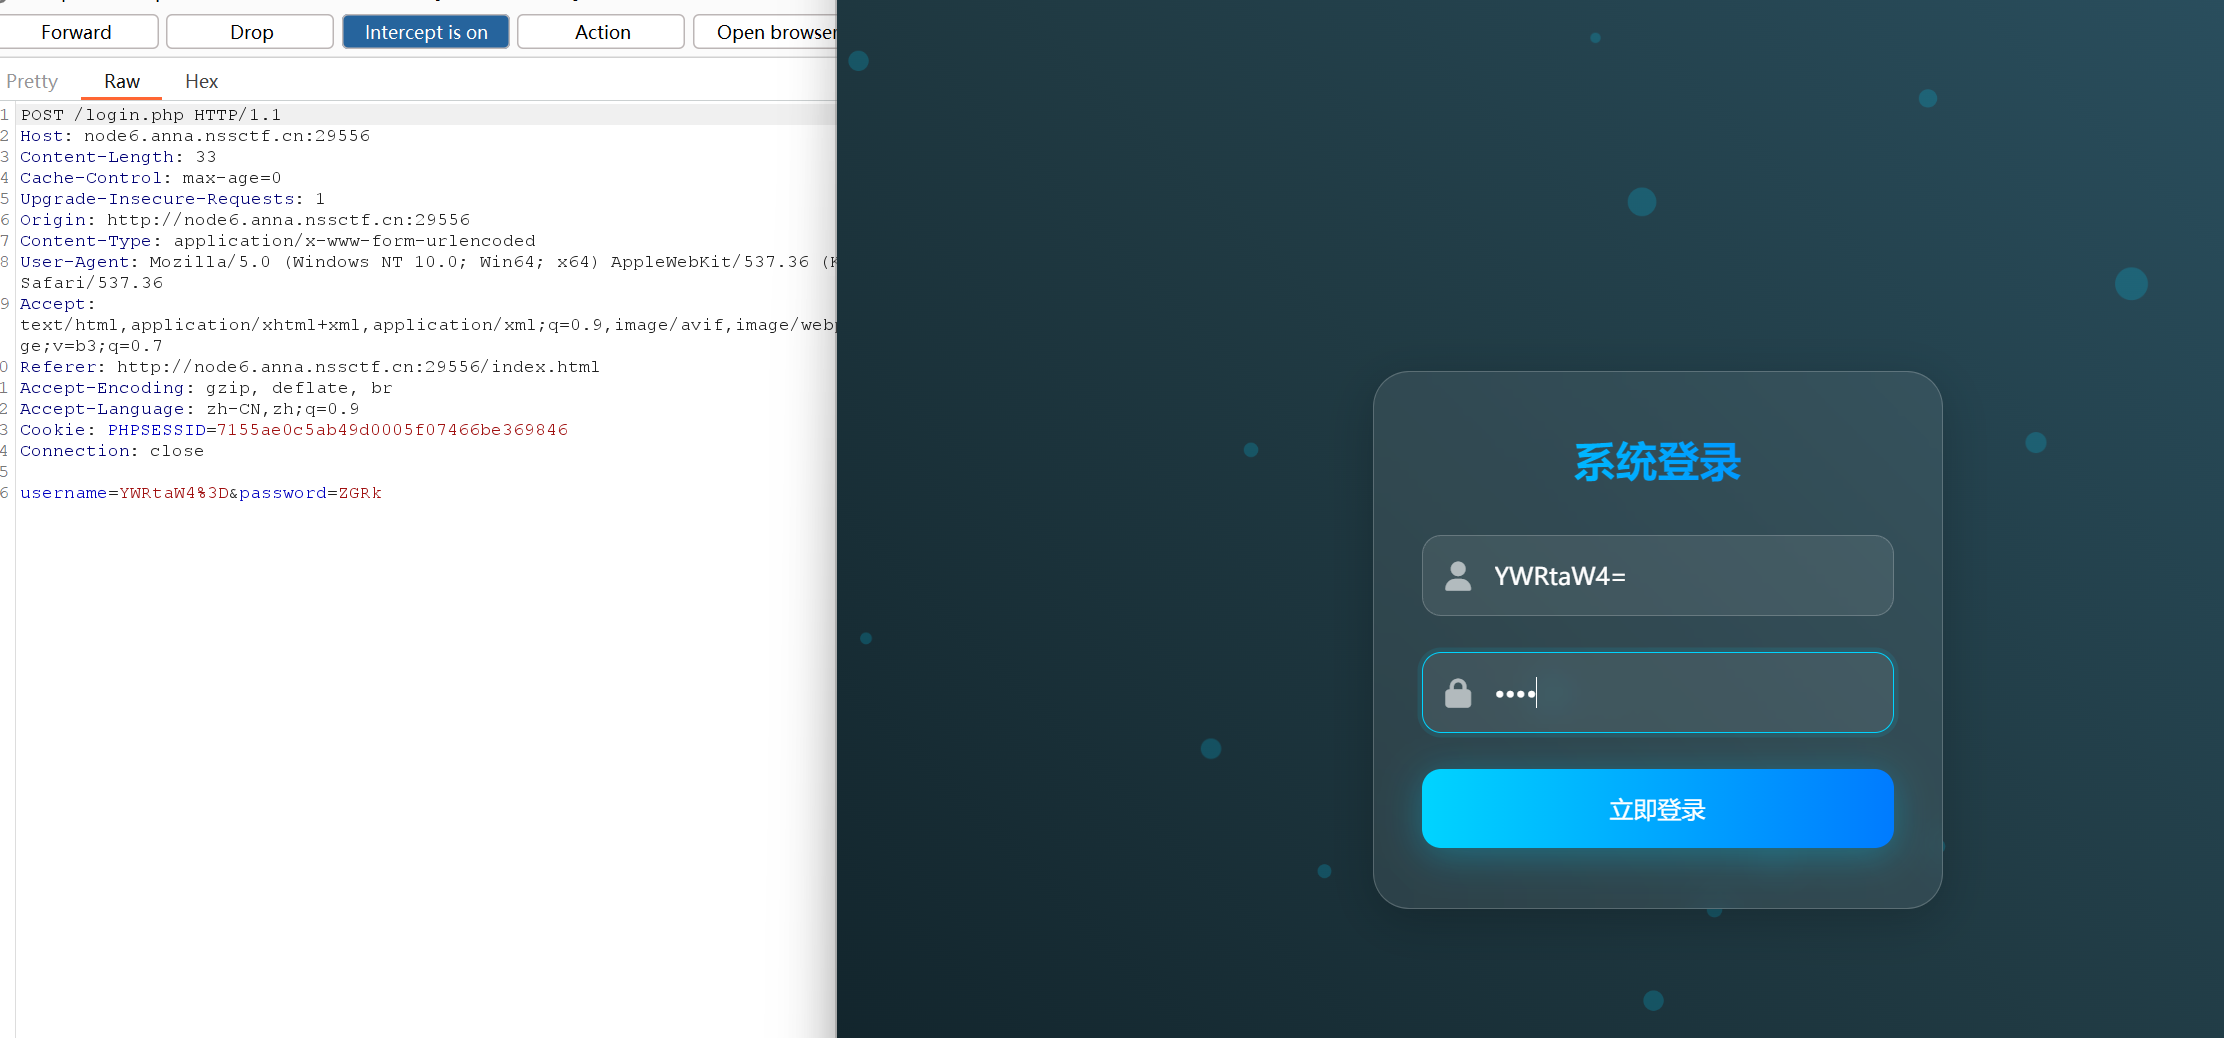 Forward Drop Intercept is on Action Open browser
Pretty Raw Hex
1 POST /login.php HTTP/1.1
2 Host: node6.anna.nssctf.cn:29556
3 Content-Length: 33
4 Cache-Control: max-age=0
5 Upgrade-Insecure-Requests: 1
6 Origin: http://node6.anna.nssctf.cn:29556
7 Content-Type: application/x-www-form-urlencoded
8 User-Agent: Mozilla/5.0 (Windows NT 10.0; Win64; x64) AppleWebKit/537.36 (K
Safari/537.36
9 Accept:
text/html,application/xhtml+xml,application/xml;q=0.9,image/avif,image/webp
ge;v=b3;q=0.7
0 Referer: http://node6.anna.nssctf.cn:29556/index.html
1 Accept-Encoding: gzip, deflate, br
2 Accept-Language: zh-CN,zh;q=0.9
3 Cookie: PHPSESSID=7155ae0c5ab49d0005f07466be369846
4 Connection: close
5
6 username=YWRtaW4%3D&password=ZGRk
系统登录
YWRtaW4=
••••
立即登录